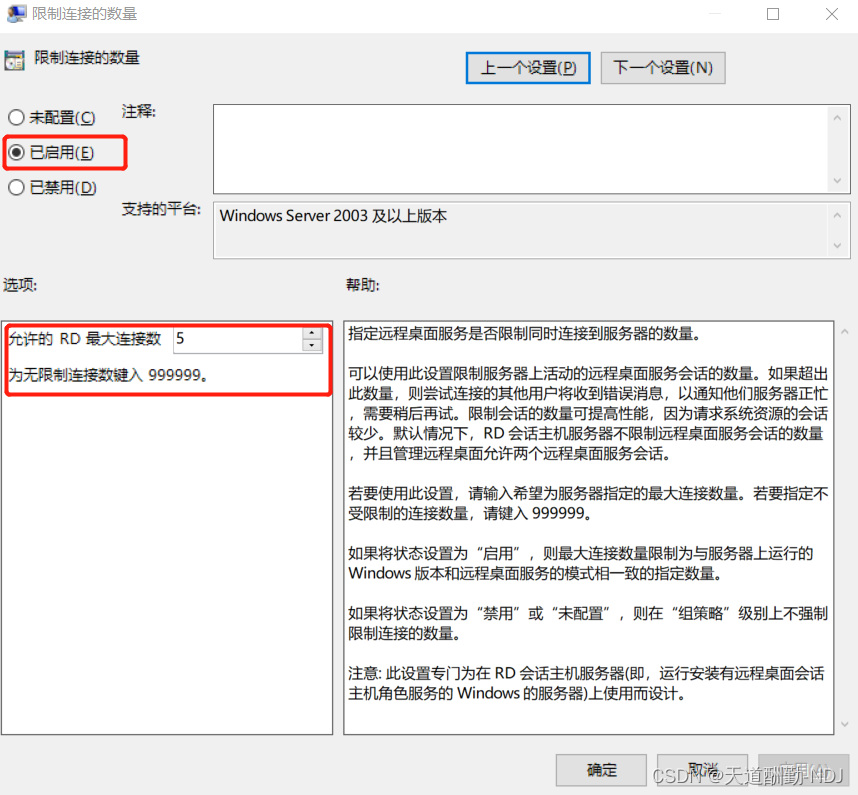 限制连接的数量
限制连接的数量
上一个设置(P)
下一个设置(N)
未配置(C)
注释:
已启用(E)
已禁用(D)
支持的平台:
Windows Server 2003 及以上版本
选项:
帮助:
允许的 RD 最大连接数
5
为无限制连接数键入 999999。
指定远程桌面服务是否限制同时连接到服务器的数量。
可以使用此设置限制服务器上活动的远程桌面服务会话的数量。如果超出
此数量，则尝试连接的其他用户将收到错误消息，以通知他们服务器正忙
，需要稍后再试。限制会话的数量可提高性能，因为请求系统资源的会话
较少。默认情况下，RD 会话主机服务器不限制远程桌面服务会话的数量
，并且管理远程桌面允许两个远程桌面服务会话。
若要使用此设置，请输入希望为服务器指定的最大连接数量。若要指定不
受限制的连接数量，请键入 999999。
如果将状态设置为“启用”，则最大连接数量限制为与服务器上运行的
Windows 版本和远程桌面服务的模式相一致的指定数量。
如果将状态设置为“禁用”或“未配置”，则在“组策略”级别上不强制
限制连接的数量。
注意: 此设置专门为在 RD 会话主机服务器(即，运行安装有远程桌面会话
主机角色服务的 Windows 的服务器)上使用而设计。
确定
取消
应用(A)
CSDN @天道酬勤-NDJ